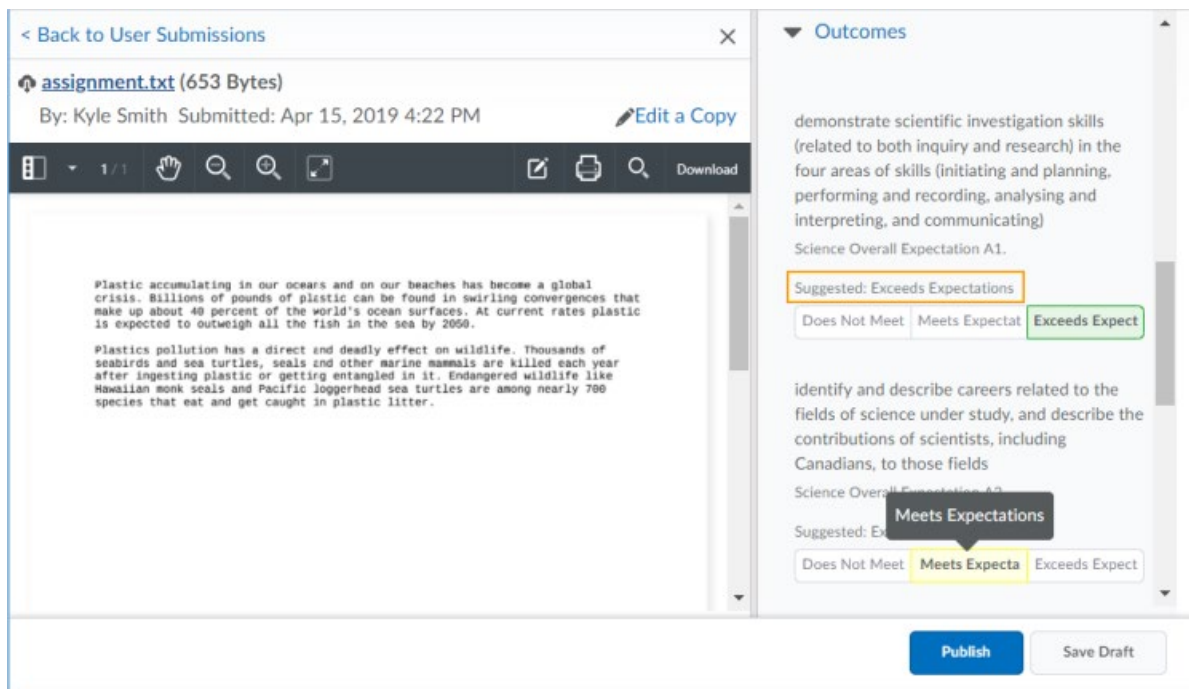 < Back to User Submissions
assignment.txt (653 Bytes)
By: Kyle Smith Submitted: Apr 15, 2019 4:22 PM
Edit a Copy
1/1
Download
Plastic accumulating in our oceans and on our beaches has become a global
crisis. Billions of pounds of plastic can be found in swirling convergences that
make up about 40 percent of the world's ocean surfaces. At current rates plastic
is expected to outweigh all the fish in the sea by 2050.
Plastics pollution has a direct and deadly effect on wildlife. Thousands of
seabirds and sea turtles, seals and other marine mammals are killed each year
after ingesting plastic or getting entangled in it. Endangered wildlife like
Hawaiian monk seals and Pacific loggerhead sea turtles are among nearly 700
species that eat and get caught in plastic litter.
Outcomes
demonstrate scientific investigation skills
(related to both inquiry and research) in the
four areas of skills (initiating and planning,
performing and recording, analysing and
interpreting, and communicating)
Science Overall Expectation A1.
Suggested: Exceeds Expectations
Does Not Meet
Meets Expectat
Exceeds Expect
identify and describe careers related to the
fields of science under study, and describe the
contributions of scientists, including
Canadians, to those fields
Science Overall
Meets Expectations
Suggested: Ex
Does Not Meet
Meets Expecta
Exceeds Expect
Publish
Save Draft